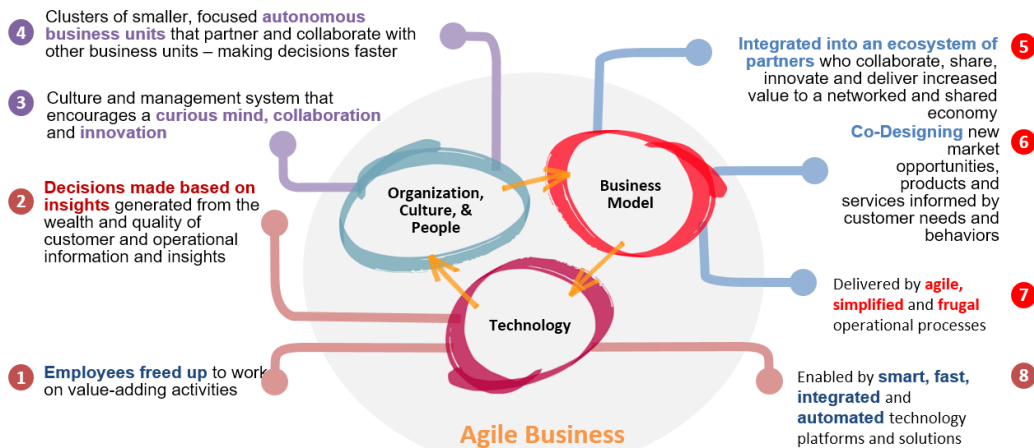 4
Clusters of smaller, focused autonomous
business units that partner and collaborate with
other business units – making decisions faster
3
Culture and management system that
encourages a curious mind, collaboration
and innovation
2
Decisions made based on
insights generated from the
wealth and quality of
customer and operational
information and insights
1
Employees freed up to work
on value-adding activities
Organization,
Culture, &
People
Business
Model
Technology
Agile Business
Integrated into an ecosystem of
partners who collaborate, share,
innovate and deliver increased
value to a networked and shared
economy
5
Co-Designing new
market
opportunities,
products and
services informed by
customer needs and
behaviors
6
Delivered by agile,
simplified and frugal
operational processes
7
Enabled by smart, fast,
integrated and
automated technology
platforms and solutions
8